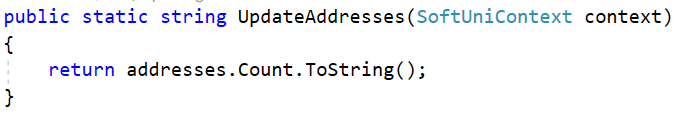 public static string UpdateAddresses(SoftUniContext context)
{
    return addresses.Count.ToString();
}